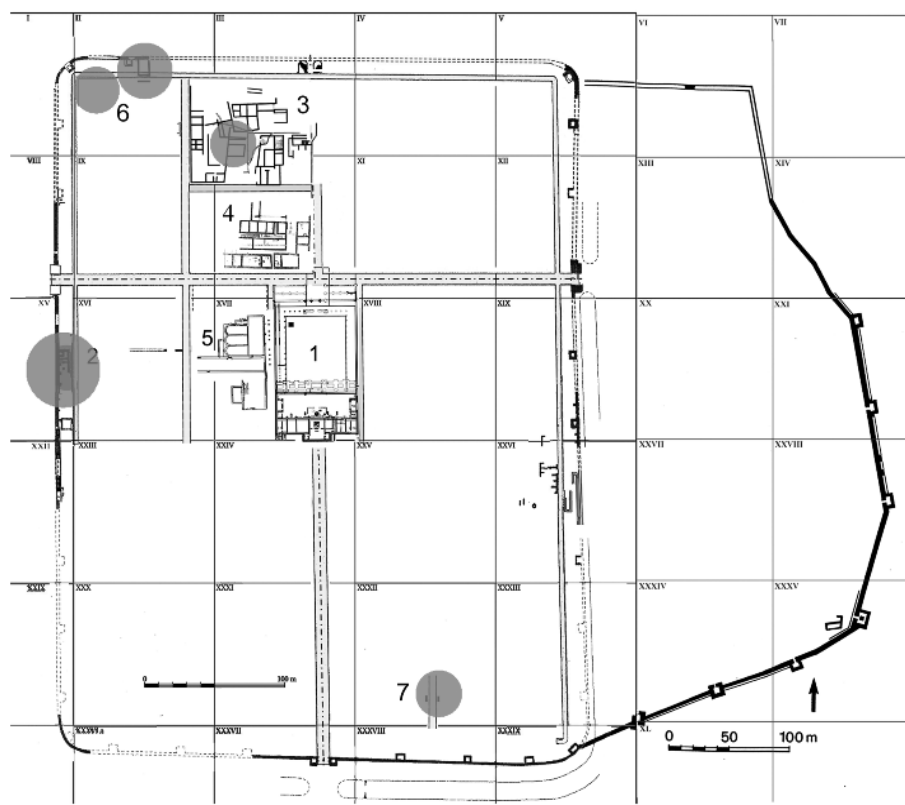 I II III IV V VI VII
3
6
VIII IX XI XII XIII XIV
4
XV XVI XVII XVIII XIX XX XXI
5
1
2
XXII XXIII XXIV XXV XXVI XXVII XXVIII
XXIX XXX XXXI XXXII XXXIII XXXIV XXXV
0 100 m
7
XXXVII XXXVIII XXXIX XL
0 50 100 m